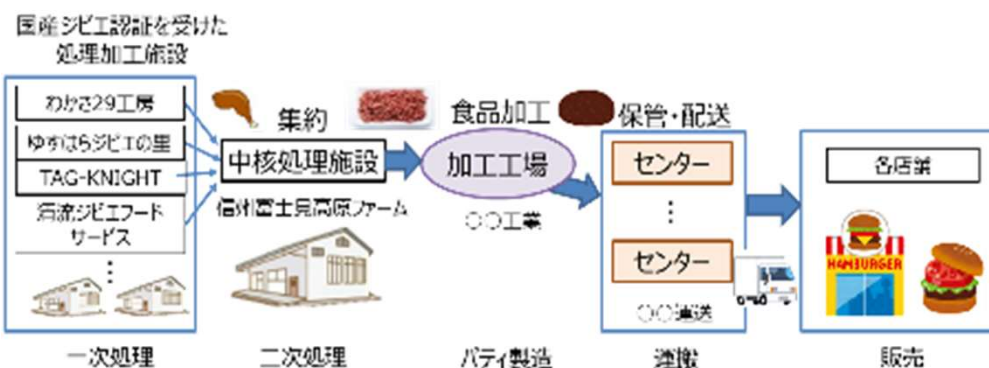 国産ジビエ認証を受けた
処理加工施設
わかさ29工房
ゆすはらジビエの里
TAG-KNIGHT
清流ジビエフード
サービス
⋮
一次処理
集約
中核処理施設
信州富士見高原ファーム
二次処理
食品加工
加工工場
○○工業
パティ製造
保管・配送
センター
⋮
センター
○○運送
運搬
各店舗
HAMBURGER
販売